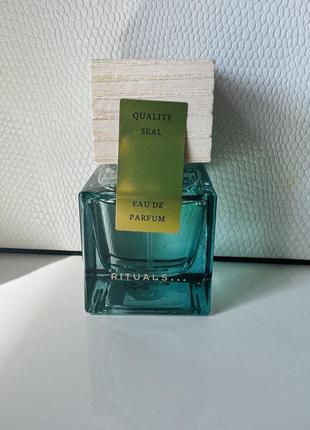 QUALITY
SEAL
EAU DE
PARFUM
RITUALS...